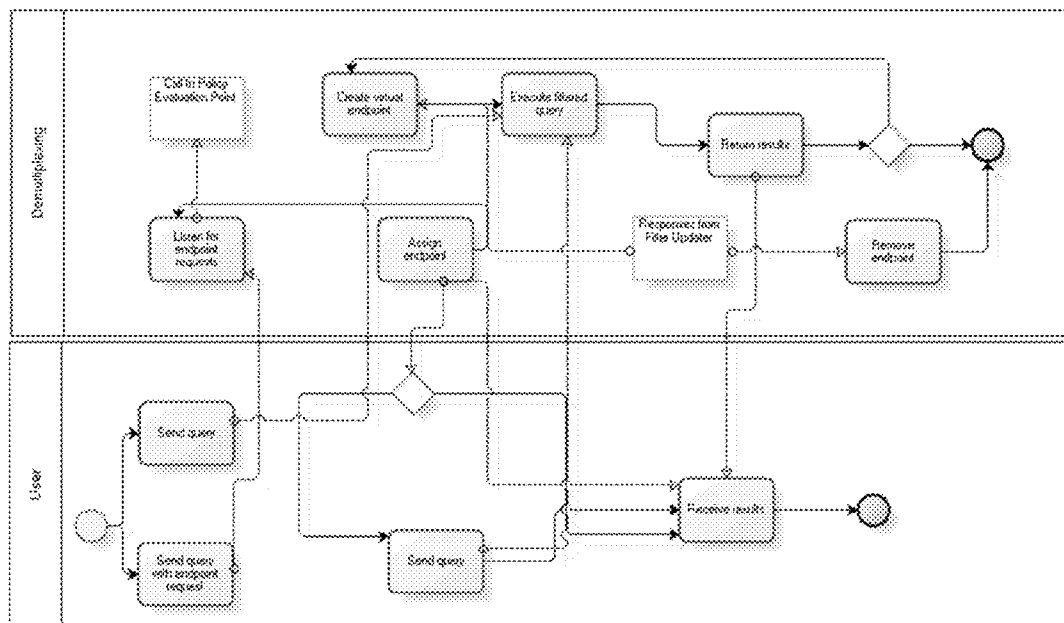 Demultiplexing
Call to Policy
Evaluation Point
Create virtual
endpoint
Execute filtered
query
Return results
Listen for
endpoint
requests
Assign
endpoint
Responses from
Filter Updater
Remove
endpoint
User
Send query
Send query
with endpoint
request
Send query
Receive results